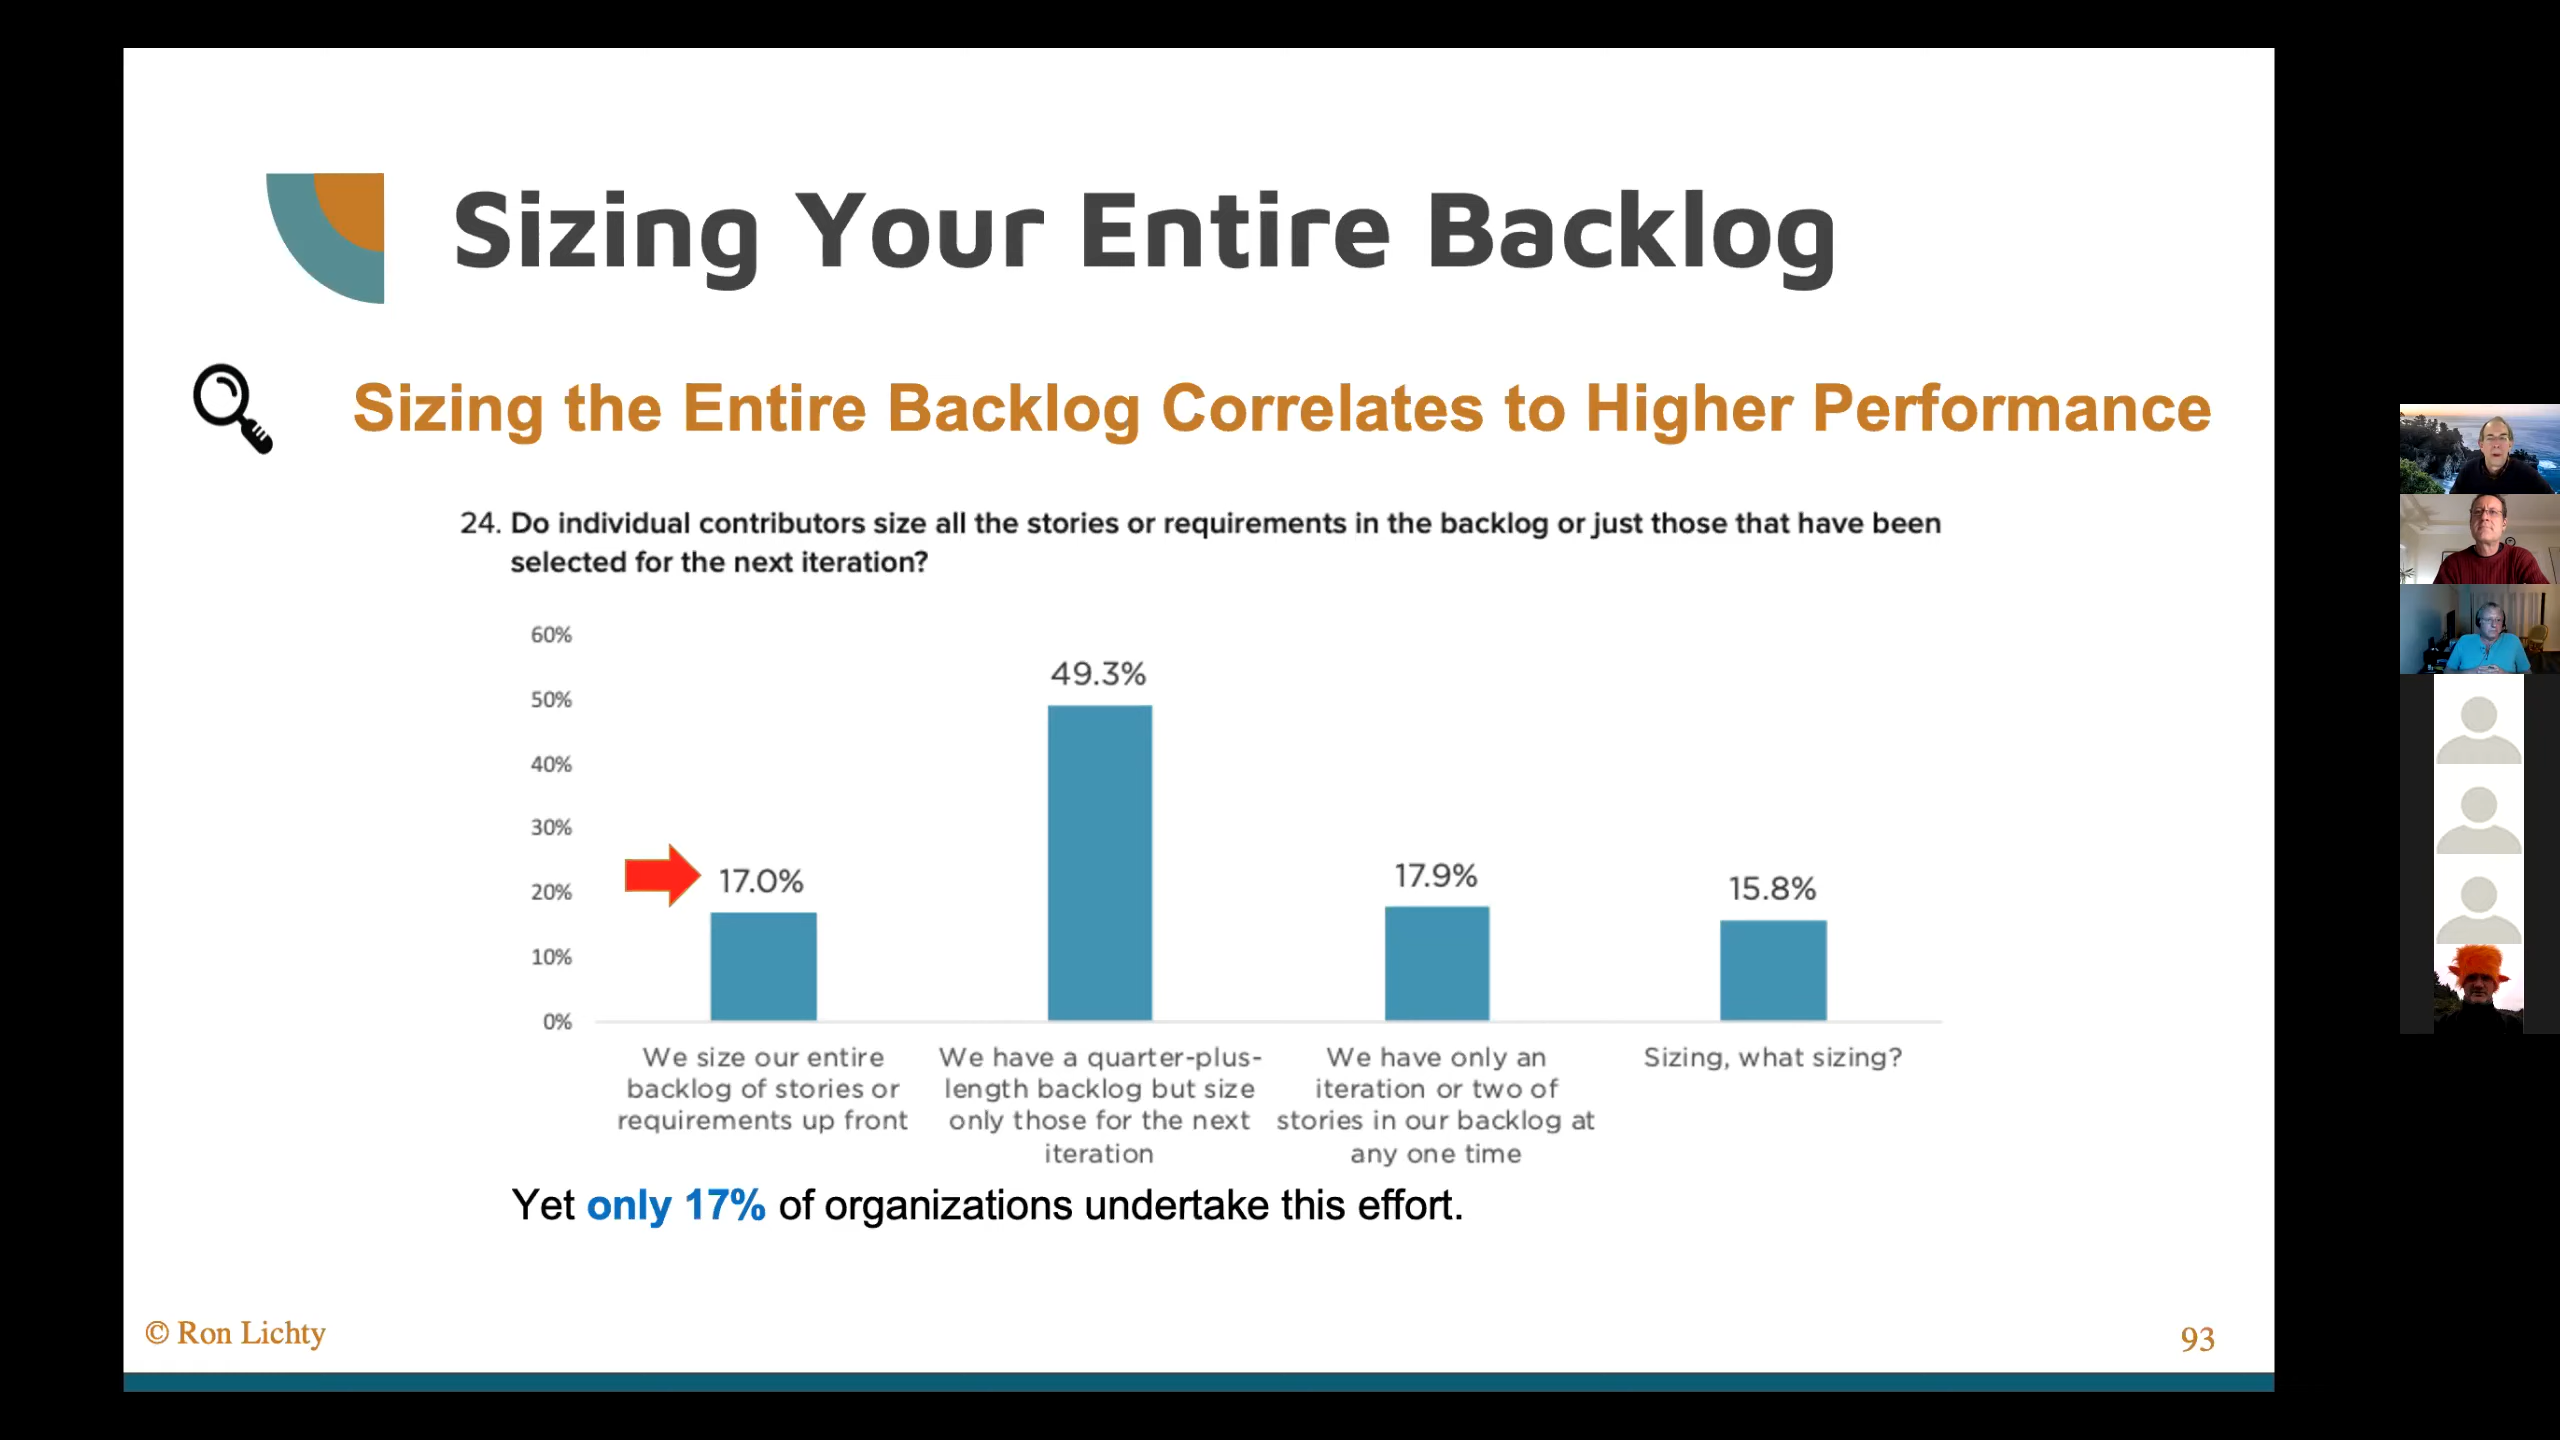 Sizing Your Entire Backlog
Sizing the Entire Backlog Correlates to Higher Performance
24. Do individual contributors size all the stories or requirements in the backlog or just those that have been
selected for the next iteration?
60%
50%
40%
30%
20%
10%
0%
17.0%
49.3%
17.9%
15.8%
We size our entire
backlog of stories or
requirements up front
We have a quarter-plus-
length backlog but size
only those for the next
iteration
We have only an
iteration or two of
stories in our backlog at
any one time
Sizing, what sizing?
Yet only 17% of organizations undertake this effort.
© Ron Lichty
93